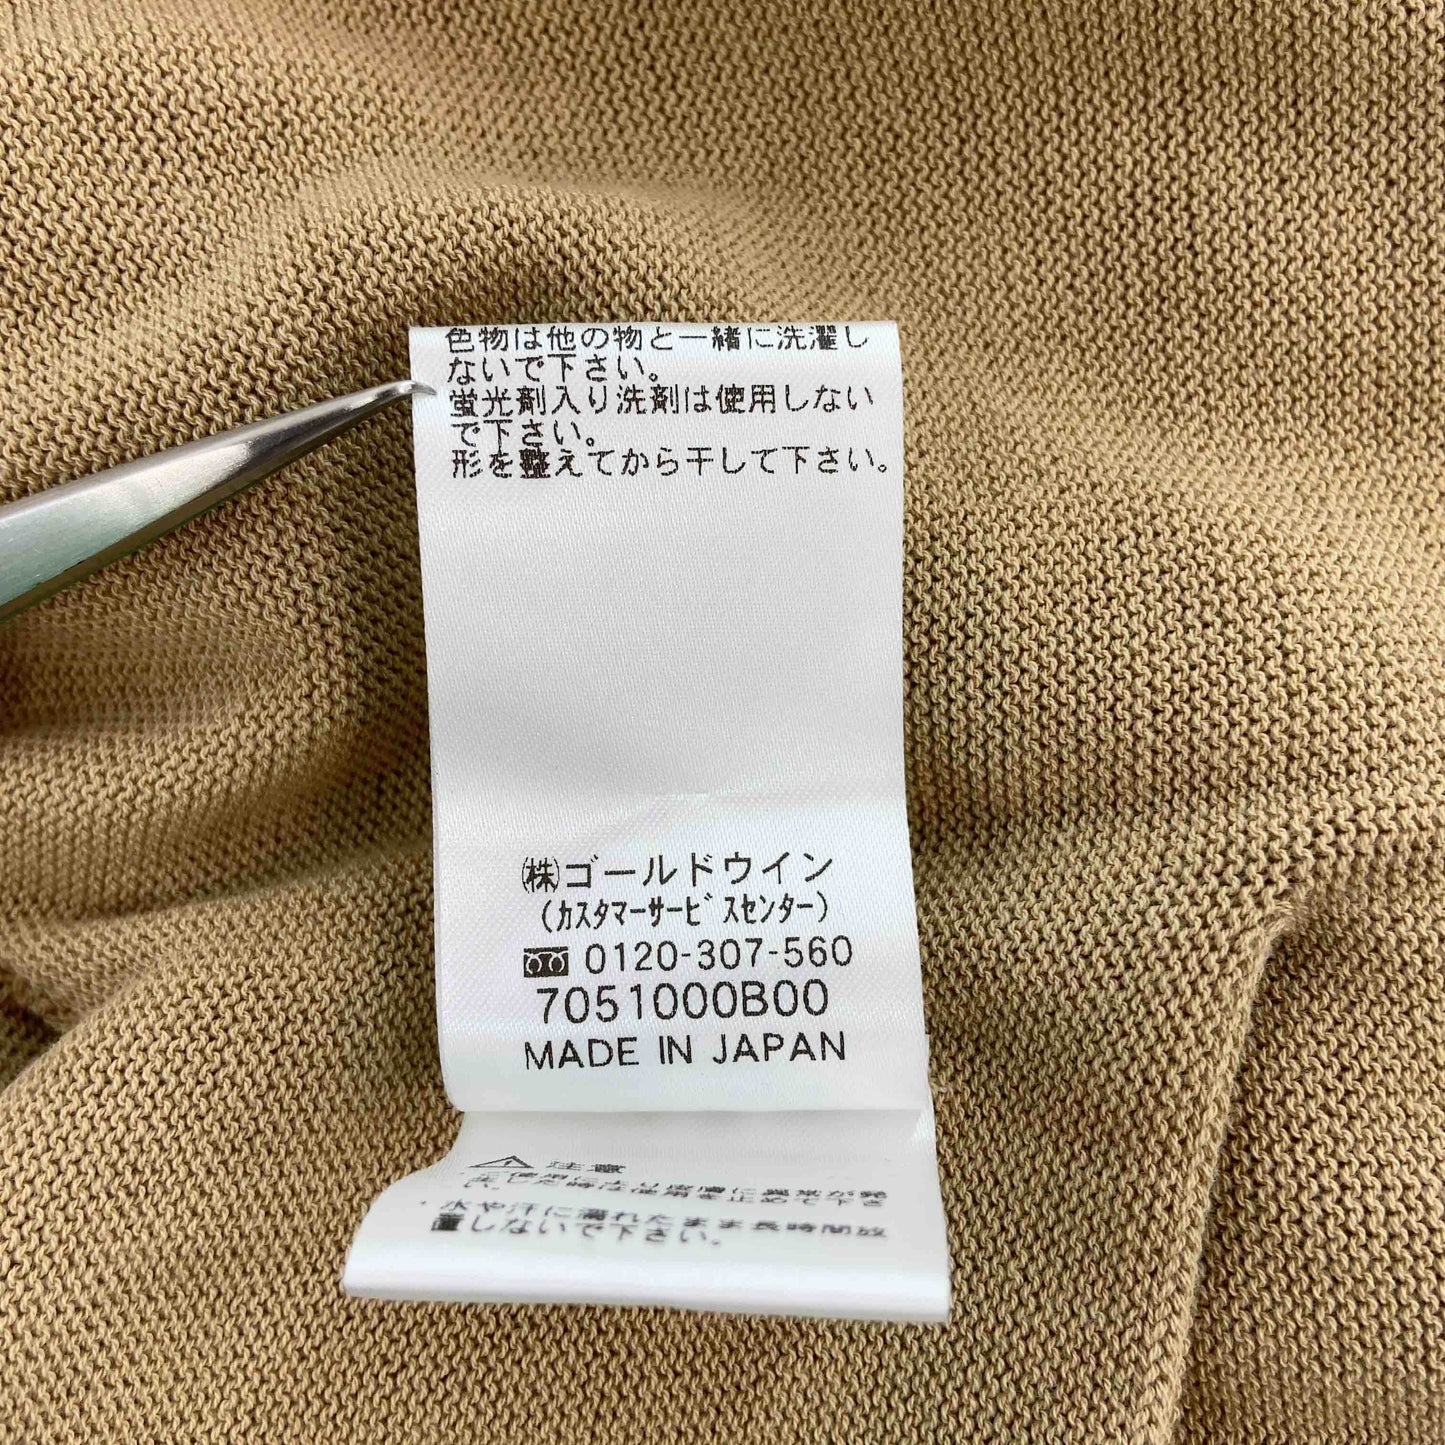 色物は他の物と一緒に洗濯し
ないで下さい。
蛍光剤入り洗剤は使用しない
で下さい。
形を整えてから干して下さい。
㈱ゴールドウイン
(カスタマーサービスセンター)
0120-307-560
7051000B00
MADE IN JAPAN
⚠ 注意
・水や汗に濡れたまま長時間放
置しないで下さい。